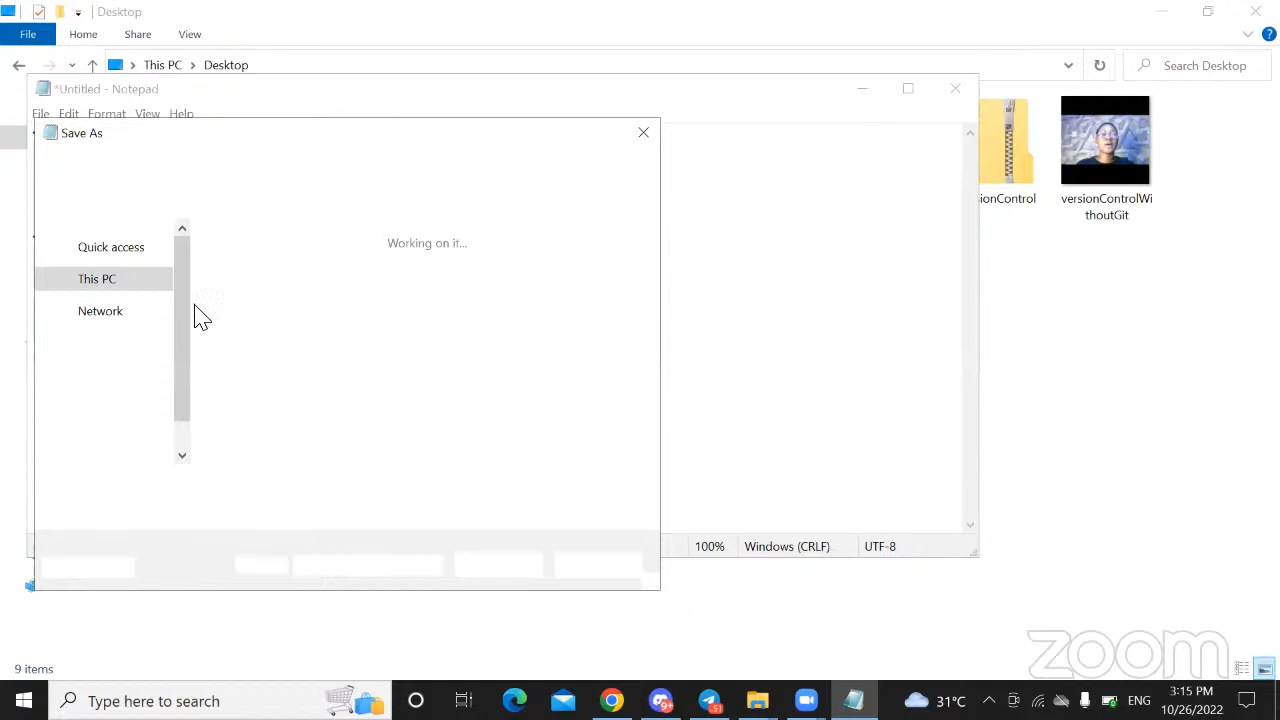 Desktop
File Home Share View
This PC Desktop Search Desktop
*Untitled - Notepad
File Edit Format View Help
Save As
Quick access
This PC
Network
Working on it...
ionControl
versionControlWi
thoutGit
100% Windows (CRLF) UTF-8
zoom
9 items
Type here to search
9+
51
31°C
ENG
3:15 PM
10/26/2022